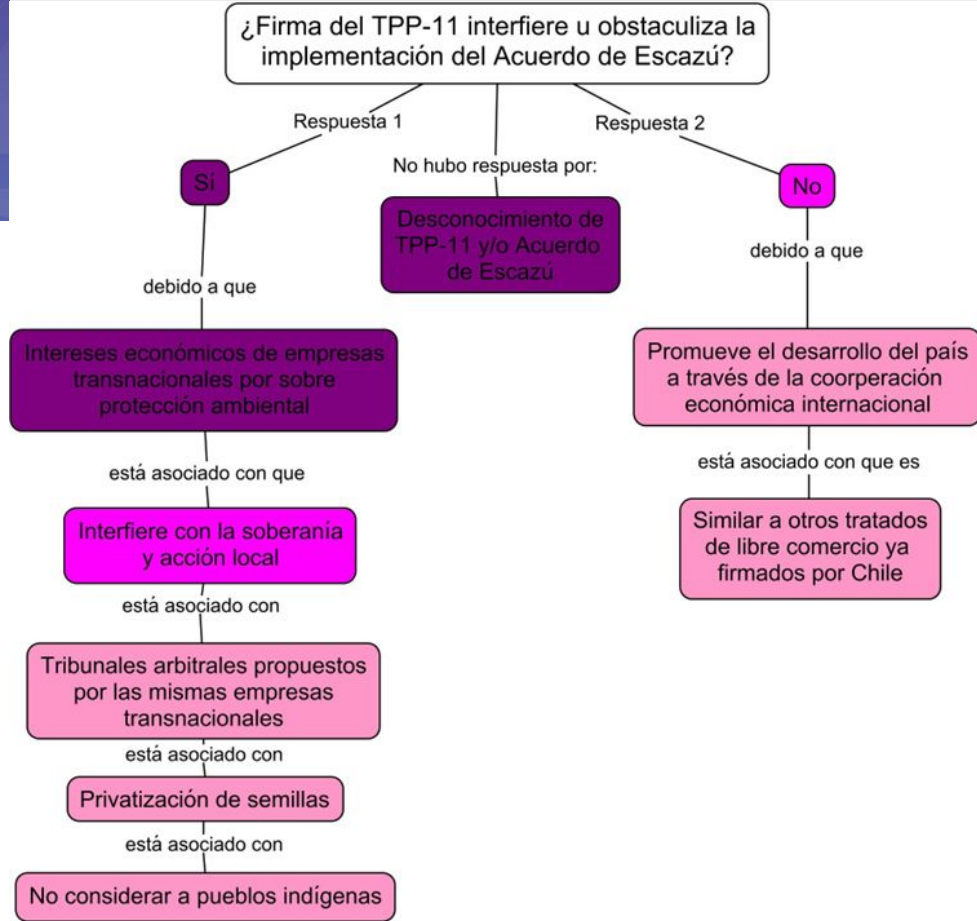 ¿Firma del TPP-11 interfiere u obstaculiza la
implementación del Acuerdo de Escazú?
Respuesta 1
No hubo respuesta por:
Respuesta 2
Sí
Desconocimiento de
TPP-11 y/o Acuerdo
de Escazú
No
debido a que
Intereses económicos de empresas
transnacionales por sobre
protección ambiental
está asociado con que
Interfiere con la soberanía
y acción local
está asociado con
Tribunales arbitrales propuestos
por las mismas empresas
transnacionales
está asociado con
Privatización de semillas
está asociado con
No considerar a pueblos indígenas
debido a que
Promueve el desarrollo del país
a través de la coorperación
económica internacional
está asociado con que es
Similar a otros tratados
de libre comercio ya
firmados por Chile